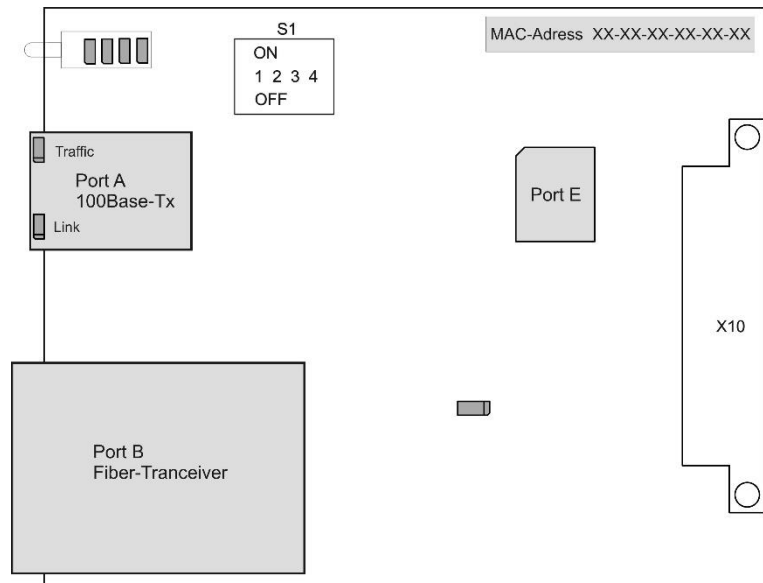 S1
ON
1 2 3 4
OFF
MAC-Adress XX-XX-XX-XX-XX-XX
Traffic
Port A
100Base-Tx
Link
Port E
X10
Port B
Fiber-Tranceiver